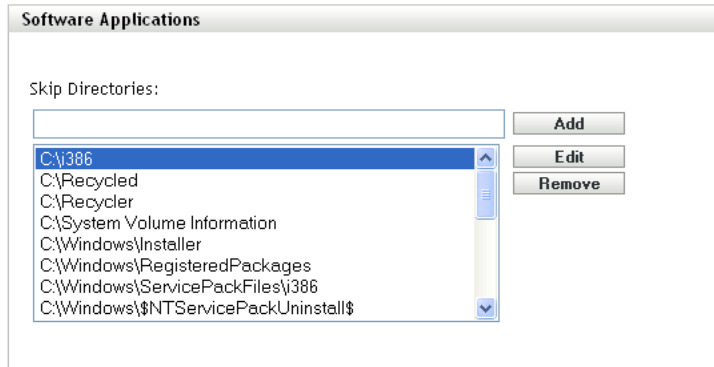 Software Applications
Skip Directories:
Add
C:\i386
Edit
C:\Recycled
Remove
C:\Recycler
C:\System Volume Information
C:\Windows\Installer
C:\Windows\RegisteredPackages
C:\Windows\ServicePackFiles\i386
C:\Windows\$NTServicePackUninstall$